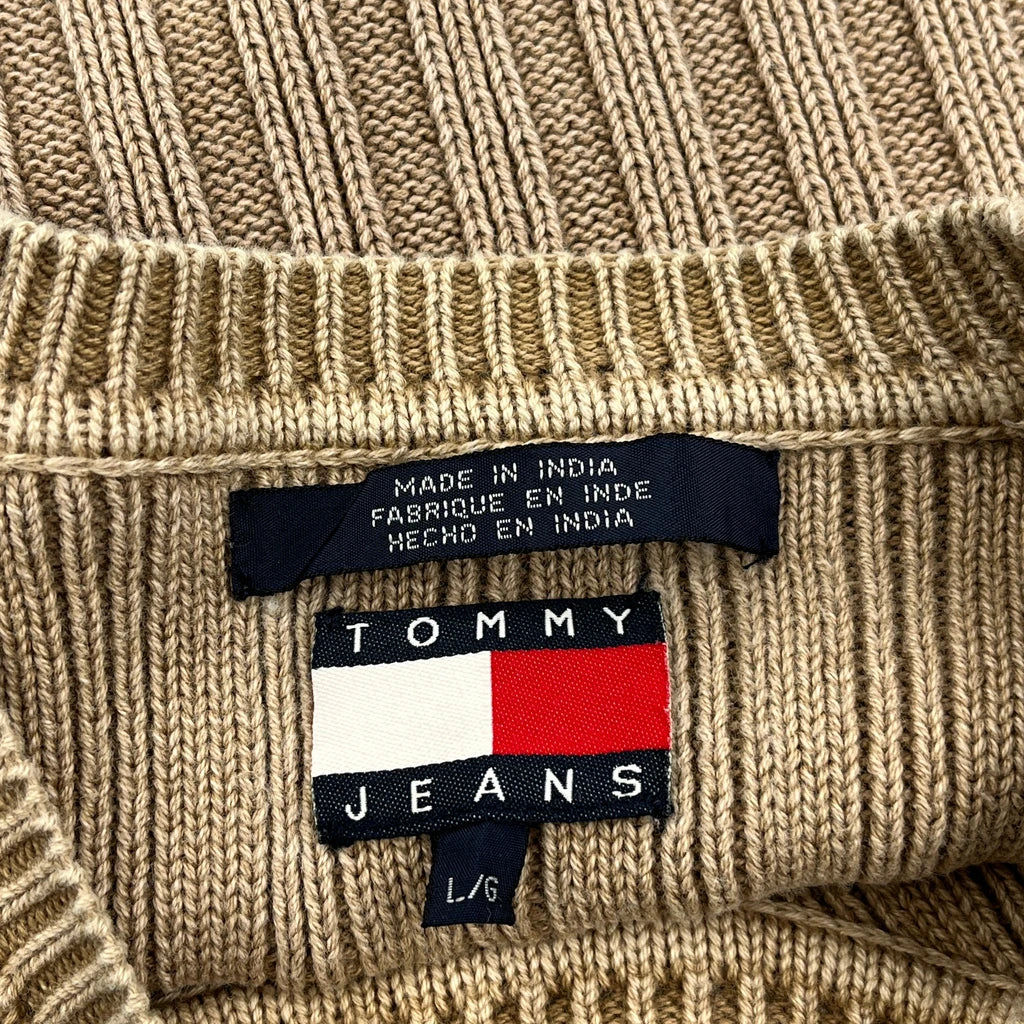 MADE IN INDIA
FABRIQUE EN INDE
HECHO EN INDIA
TOMMY
JEANS
L/G